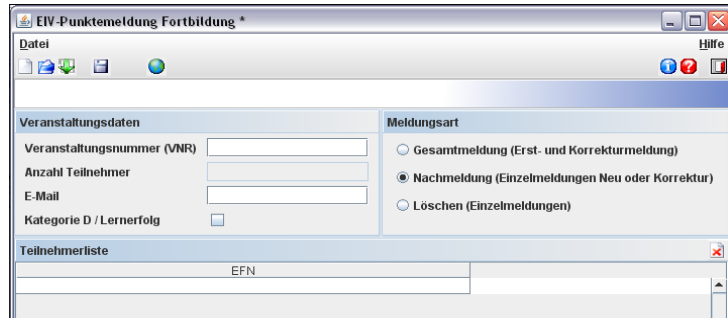 EIV-Punktemeldung Fortbildung *
Datei Hilfe
Veranstaltungsdaten
Veranstaltungsnummer (VNR)
Anzahl Teilnehmer
E-Mail
Kategorie D / Lernerfolg
Meldungsart
Gesamtmeldung (Erst- und Korrekturmeldung)
Nachmeldung (Einzelmeldungen Neu oder Korrektur)
Löschen (Einzelmeldungen)
Teilnehmerliste
EFN